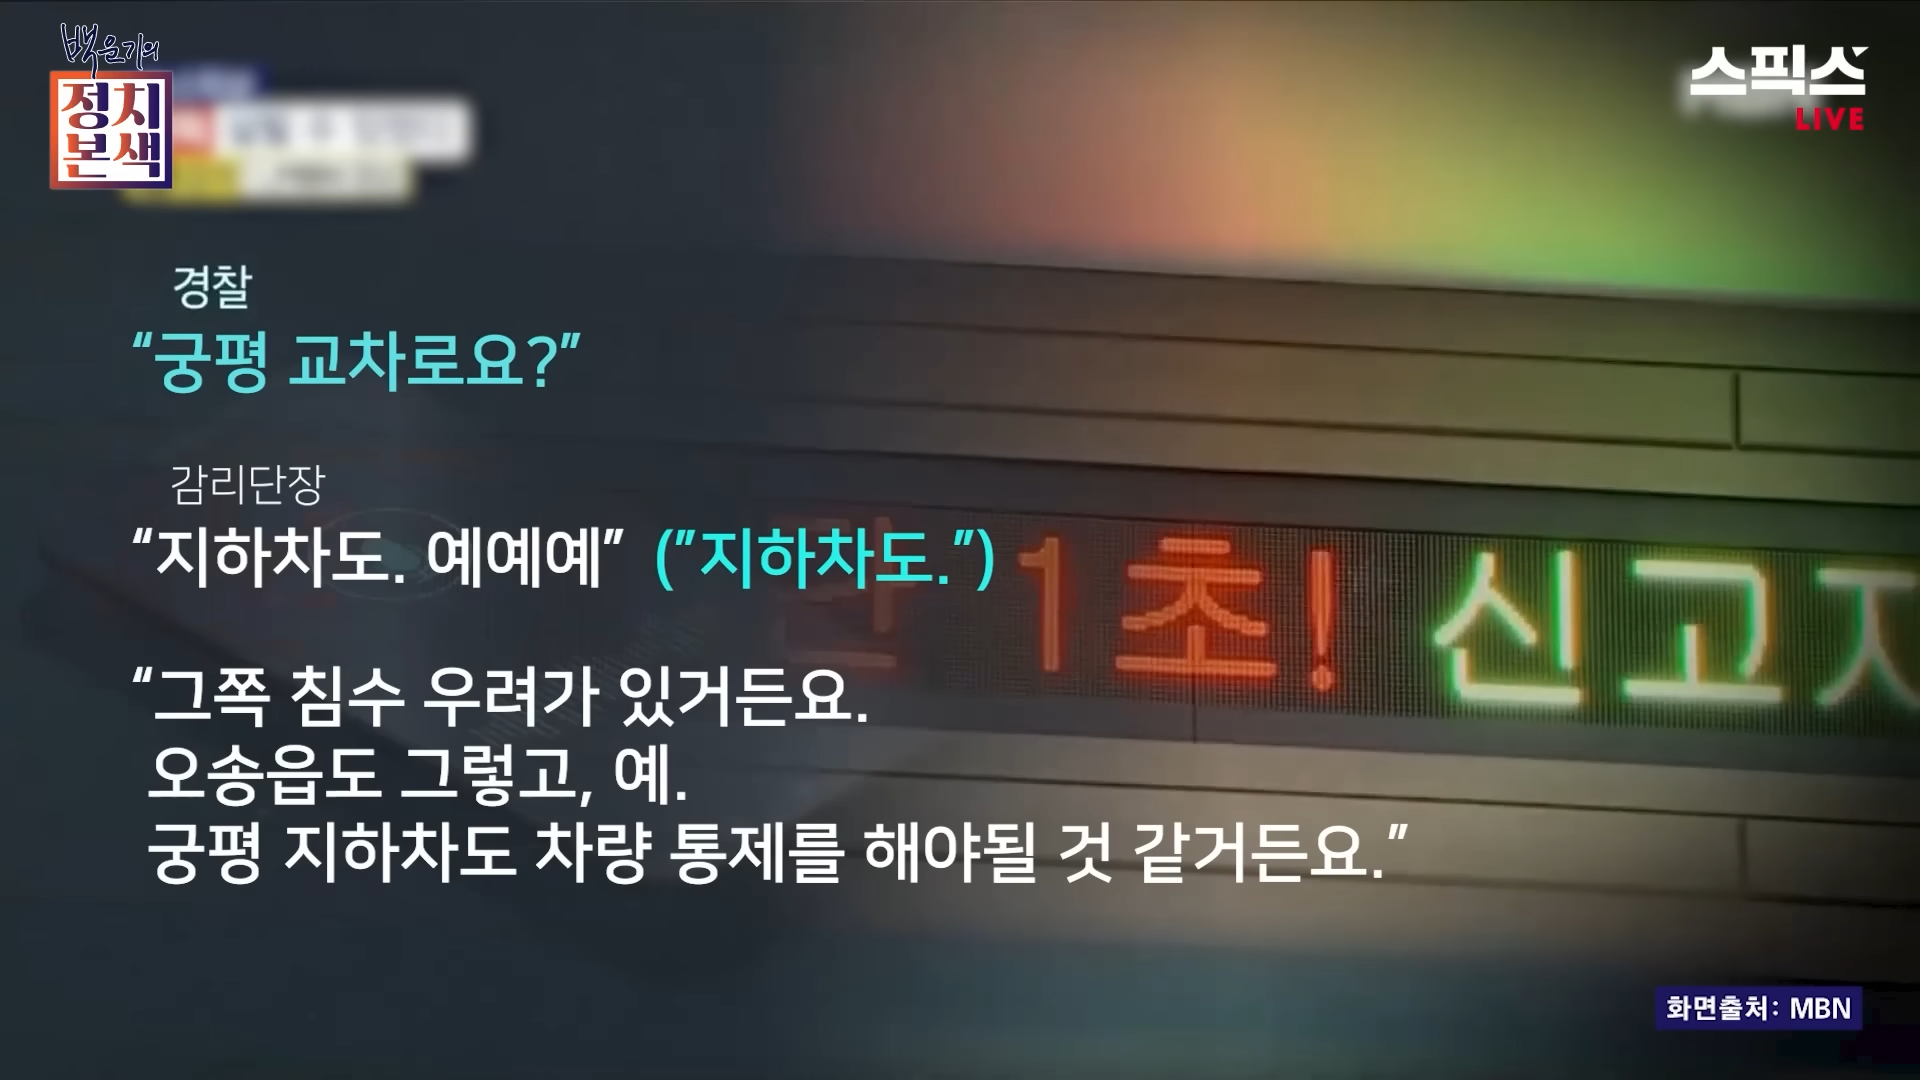 백운기의
정치
본색
스픽스
LIVE
경찰
“궁평 교차로요?”
감리단장
“지하차도. 예예예” (”지하차도.”)
1초! 신고
“그쪽 침수 우려가 있거든요.
오송읍도 그렇고, 예.
궁평 지하차도 차량 통제를 해야될 것 같거든요.”
화면출처: MBN